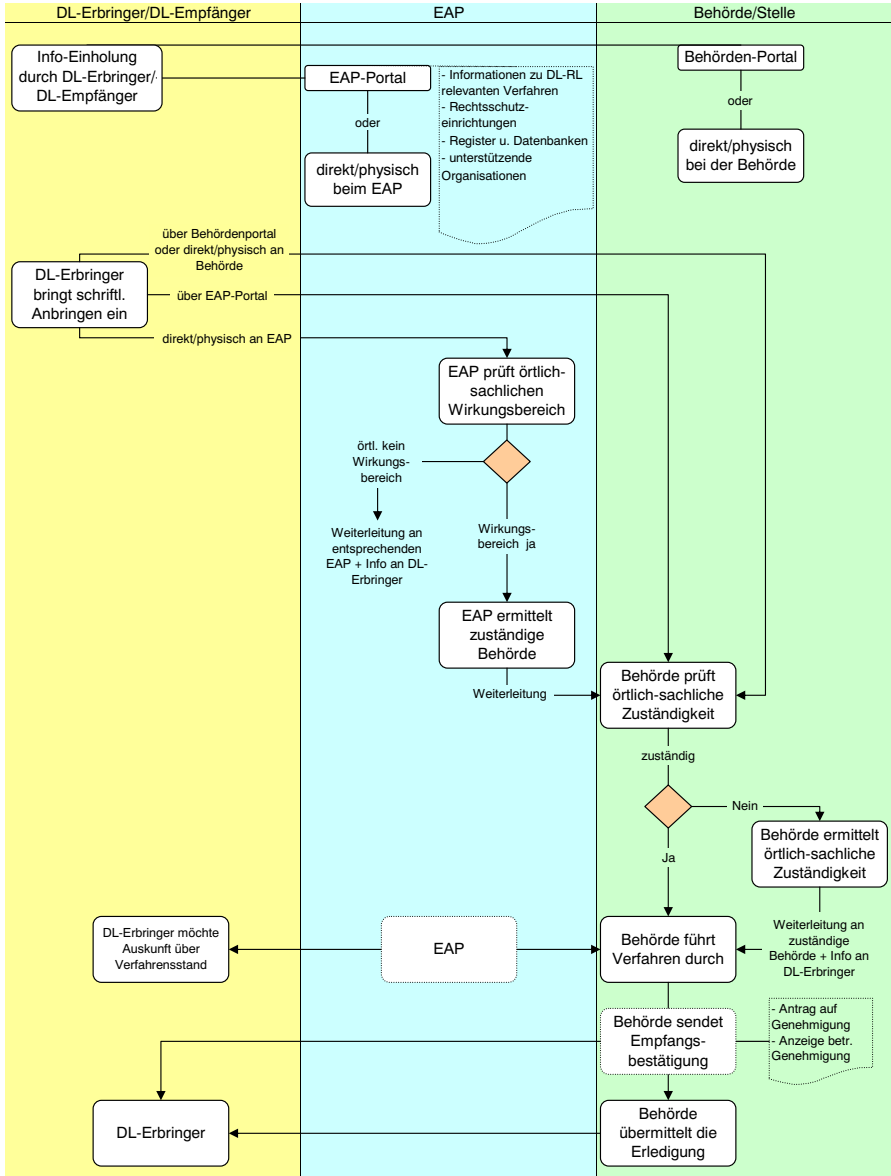 DL-Erbringer/DL-Empfänger
EAP
Behörde/Stelle
Info-Einholung
durch DL-Erbringer/
DL-Empfänger
EAP-Portal
oder
direkt/physisch
beim EAP
- Informationen zu DL-RL
relevanten Verfahren
- Rechtsschutz-
einrichtungen
- Register u. Datenbanken
- unterstützende
Organisationen
Behörden-Portal
oder
direkt/physisch
bei der Behörde
über Behördenportal
oder direkt/physisch an
Behörde
DL-Erbringer
bringt schriftl.
Anbringen ein
über EAP-Portal
direkt/physisch an EAP
EAP prüft örtlich-
sachlichen
Wirkungsbereich
örtl. kein
Wirkungs-
bereich
Weiterleitung an
entsprechenden
EAP + Info an DL-
Erbringer
Wirkungs-
bereich ja
EAP ermittelt
zuständige
Behörde
Weiterleitung
Behörde prüft
örtlich-sachliche
Zuständigkeit
zuständig
Nein
Ja
Behörde ermittelt
örtlich-sachliche
Zuständigkeit
Weiterleitung an
zuständige
Behörde + Info an
DL-Erbringer
DL-Erbringer möchte
Auskunft über
Verfahrensstand
EAP
Behörde führt
Verfahren durch
Behörde sendet
Empfangs-
bestätigung
- Antrag auf
Genehmigung
- Anzeige betr.
Genehmigung
DL-Erbringer
Behörde
übermittelt die
Erledigung